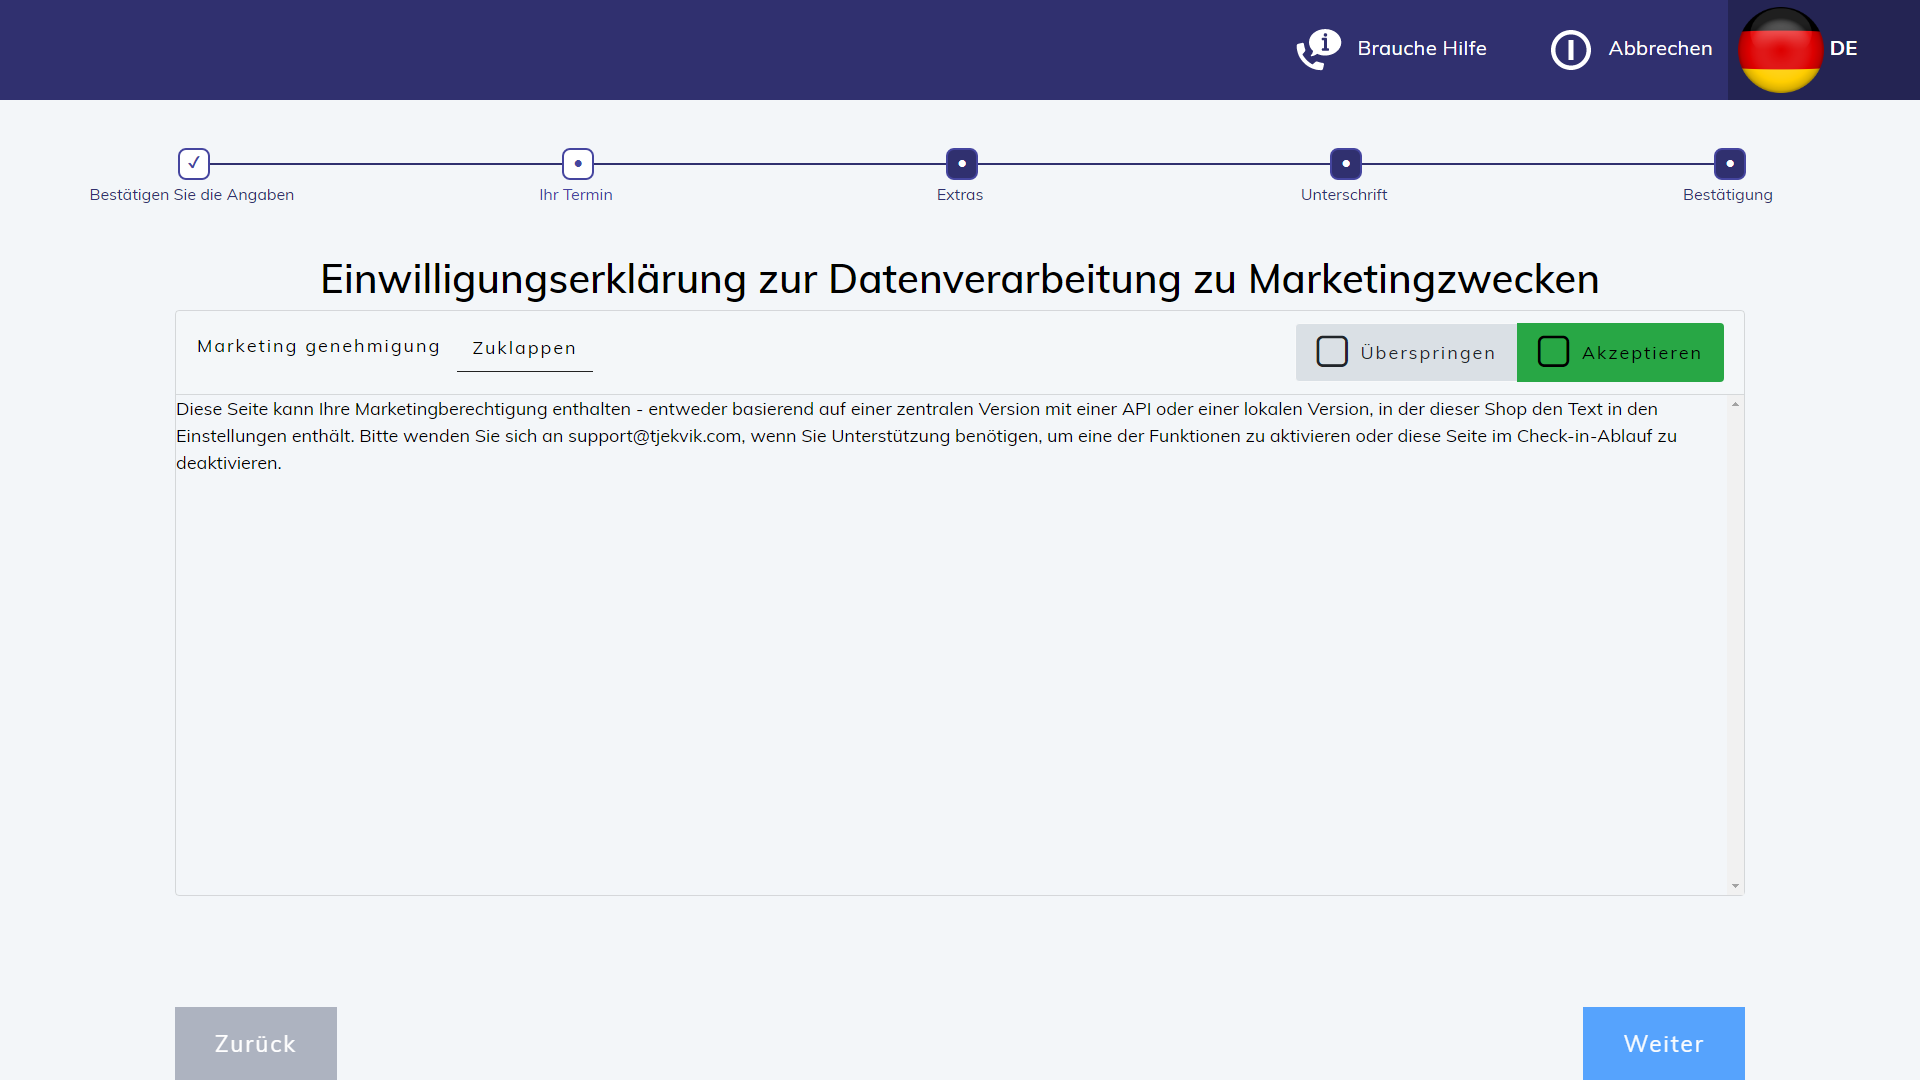 Brauche Hilfe
Abbrechen
DE
Bestätigen Sie die Angaben
Ihr Termin
Extras
Unterschrift
Bestätigung
Einwilligungserklärung zur Datenverarbeitung zu Marketingzwecken
Marketing genehmigung
Zuklappen
Überspringen
Akzeptieren
Diese Seite kann Ihre Marketingberechtigung enthalten - entweder basierend auf einer zentralen Version mit einer API oder einer lokalen Version, in der dieser Shop den Text in den
Einstellungen enthält. Bitte wenden Sie sich an support@tjekvik.com, wenn Sie Unterstützung benötigen, um eine der Funktionen zu aktivieren oder diese Seite im Check-in-Ablauf zu
deaktivieren.
Zurück
Weiter